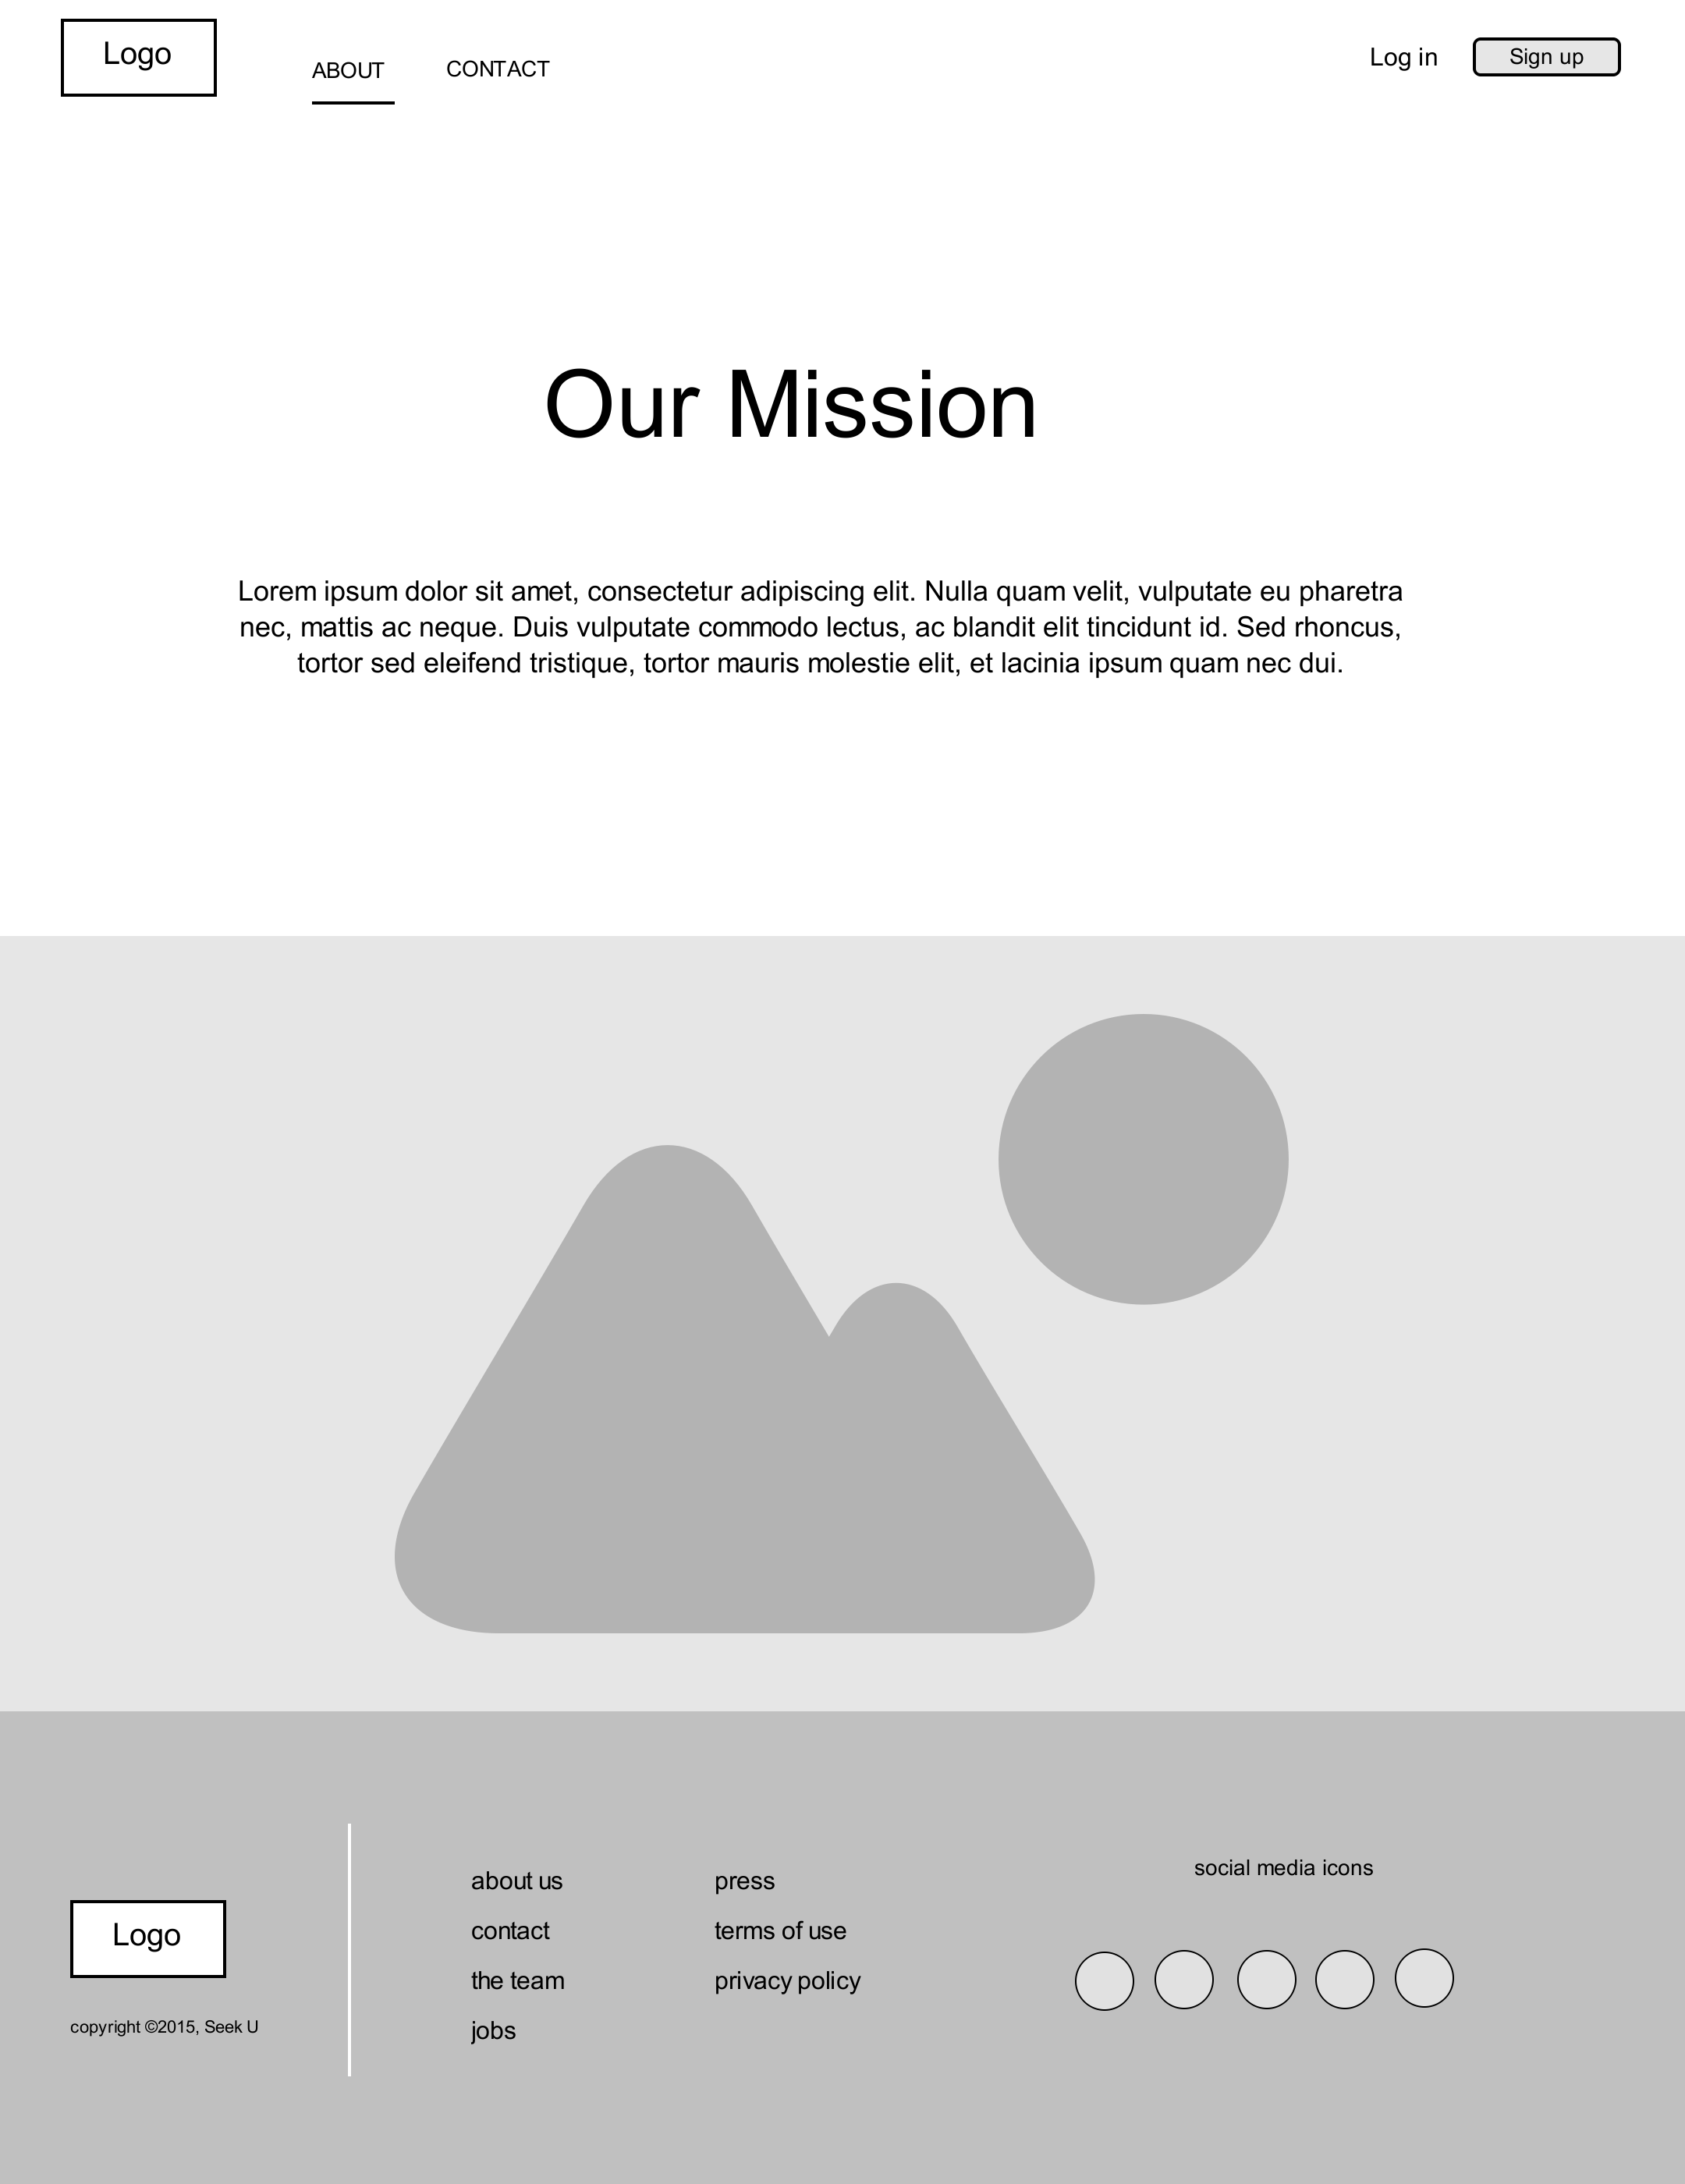 Logo
ABOUT
CONTACT
Log in
Sign up
Our Mission
Lorem ipsum dolor sit amet, consectetur adipiscing elit. Nulla quam velit, vulputate eu pharetra
nec, mattis ac neque. Duis vulputate commodo lectus, ac blandit elit tincidunt id. Sed rhoncus,
tortor sed eleifend tristique, tortor mauris molestie elit, et lacinia ipsum quam nec dui.
Logo
copyright ©2015, Seek U
about us
contact
the team
jobs
press
terms of use
privacy policy
social media icons